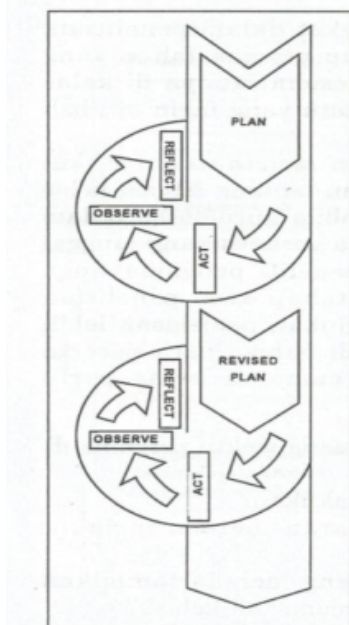 PLAN
REFLECT
OBSERVE
ACT
REVISED
PLAN
REFLECT
OBSERVE
ACT